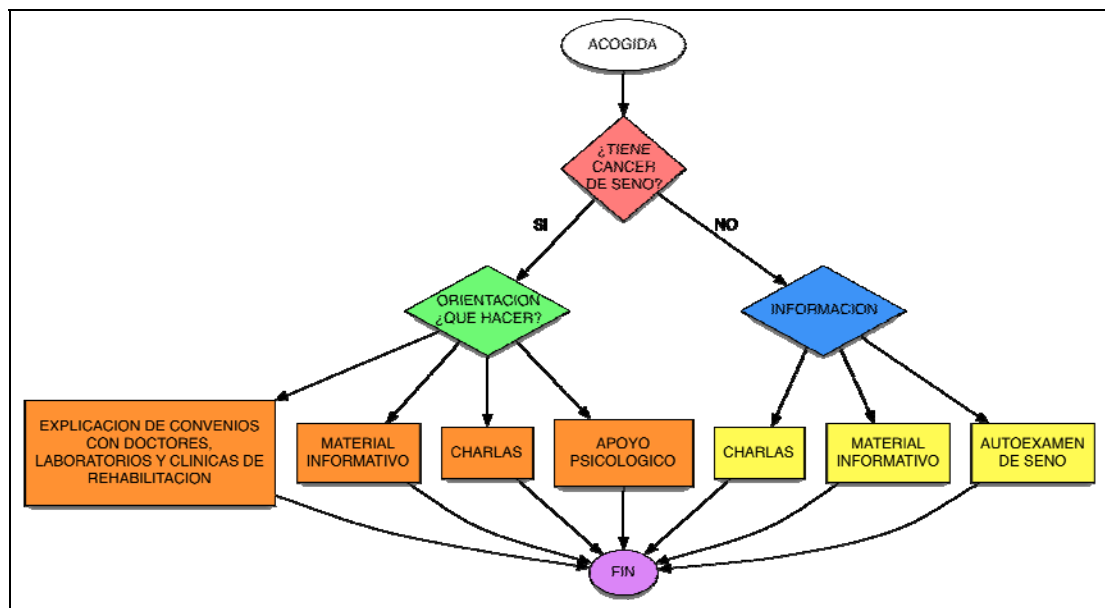 ACOGIDA
¿TIENE
CANCER
DE SENO?
SI
NO
ORIENTACION
¿QUE HACER?
INFORMACION
EXPLICACION DE CONVENIOS
CON DOCTORES,
LABORATORIOS Y CLINICAS DE
REHABILITACION
MATERIAL
INFORMATIVO
CHARLAS
APOYO
PSICOLOGICO
CHARLAS
MATERIAL
INFORMATIVO
AUTOEXAMEN
DE SENO
FIN